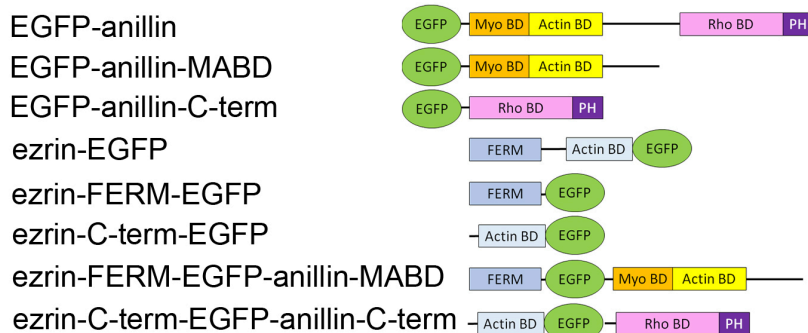 EGFP-anillin EGFP Myo BD Actin BD Rho BD PH
EGFP-anillin-MABD EGFP Myo BD Actin BD
EGFP-anillin-C-term EGFP Rho BD PH
ezrin-EGFP FERM Actin BD EGFP
ezrin-FERM-EGFP FERM EGFP
ezrin-C-term-EGFP Actin BD EGFP
ezrin-FERM-EGFP-anillin-MABD FERM EGFP Myo BD Actin BD
ezrin-C-term-EGFP-anillin-C-term Actin BD EGFP Rho BD PH